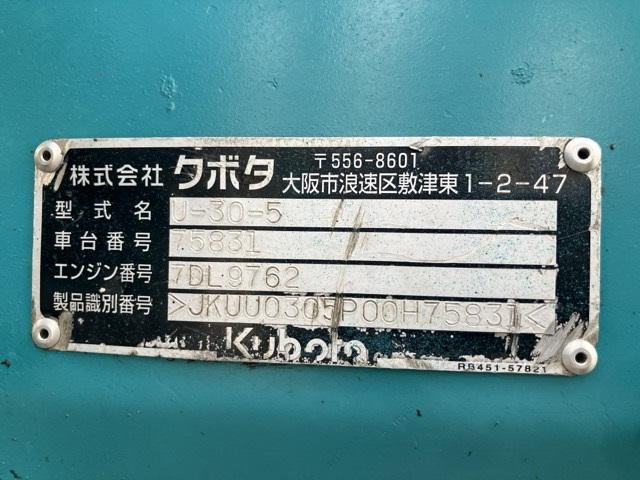 株式会社 クボタ 〒556-8601
大阪市浪速区敷津東1-2-47
型式名 U-30-5
車台番号 75831
エンジン番号 7DL9762
製品識別番号 >JKUU0305P00H75831<
Kubota
RB451-57821